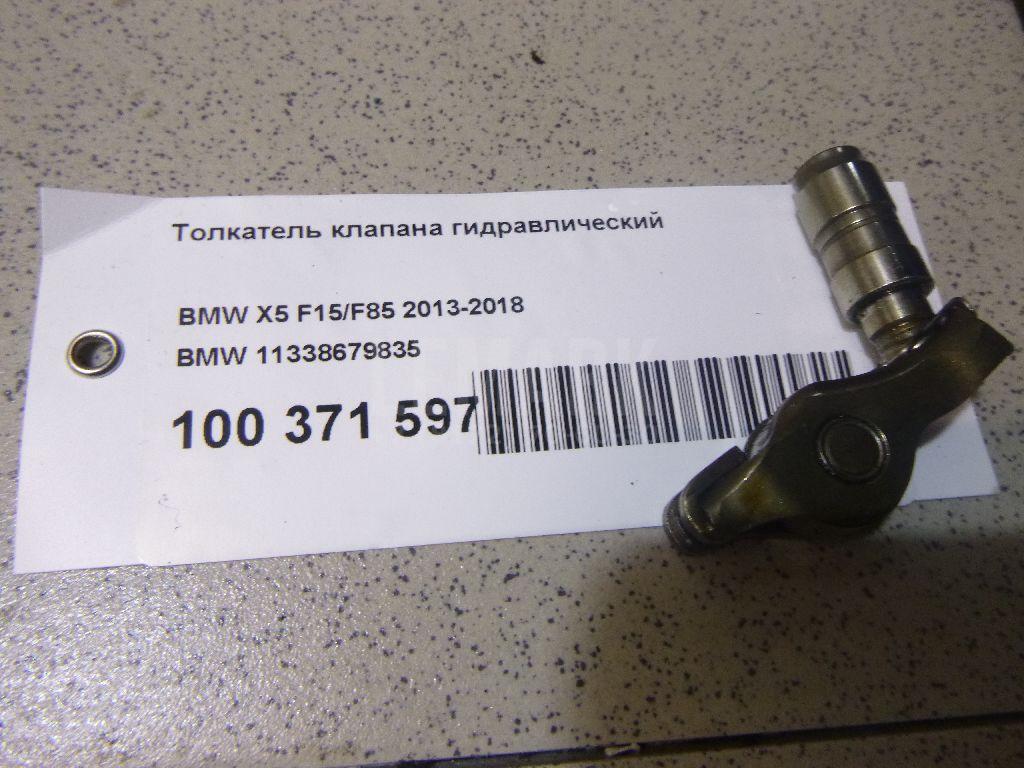 Толкатель клапана гидравлический
BMW X5 F15/F85 2013-2018
BMW 11338679835
100 371 597